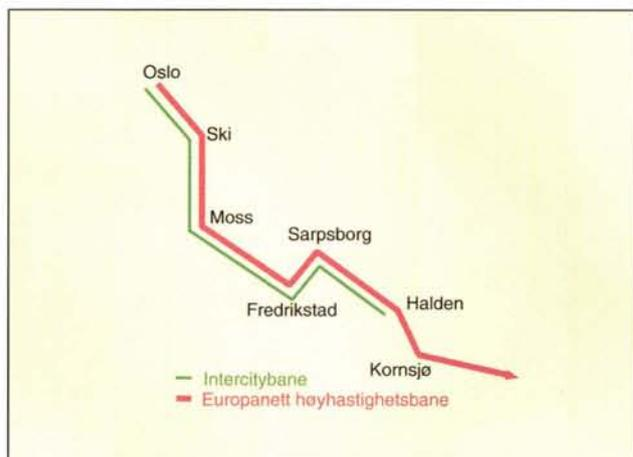 Oslo
Ski
Moss
Sarpsborg
Fredrikstad
Halden
Kornsjø
Intercitybane
Europanett høyhastighetsbane